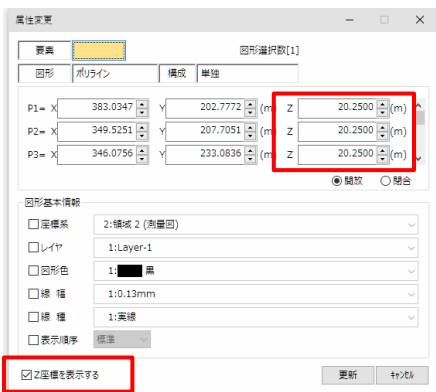 属性変更
要素 図形選択数[1]
図形 ポリライン 構成 単独
P1= X 383.0347 Y 202.7772 (m) Z 20.2500 (m)
P2= X 349.5251 Y 207.7051 (m) Z 20.2500 (m)
P3= X 346.0756 Y 233.0836 (m) Z 20.2500 (m)
開放 閉合
図形基本情報
座標系 2:領域 2 (測量図)
レイヤ 1:Layer-1
図形色 1: 黒
線 幅 1:0.13mm
線 種 1:実線
表示順序 標準
Z座標を表示する 更新 キャンセル